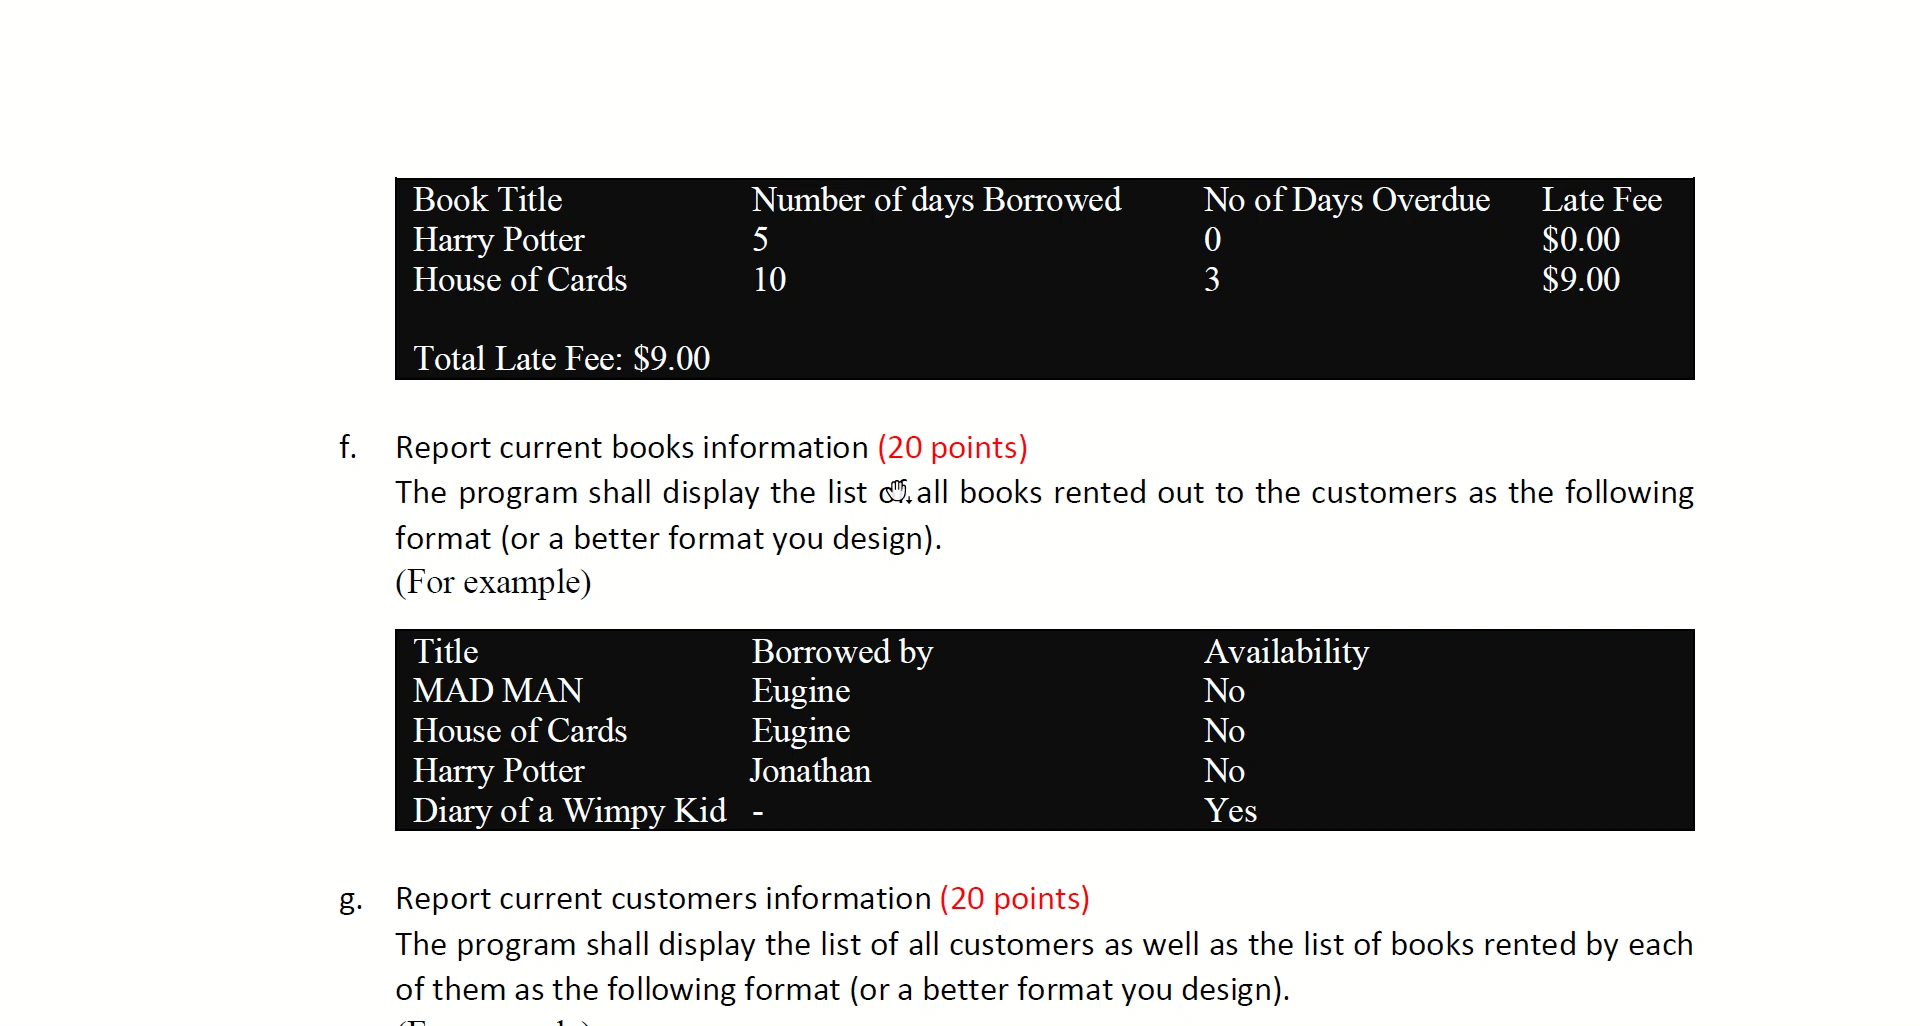 Book Title Number of days Borrowed No of Days Overdue Late Fee
Harry Potter 5 0 $0.00
House of Cards 10 3 $9.00
Total Late Fee: $9.00
f. Report current books information (20 points)
The program shall display the list all books rented out to the customers as the following
format (or a better format you design).
(For example)
Title Borrowed by Availability
MAD MAN Eugine No
House of Cards Eugine No
Harry Potter Jonathan No
Diary of a Wimpy Kid - Yes
g. Report current customers information (20 points)
The program shall display the list of all customers as well as the list of books rented by each
of them as the following format (or a better format you design).